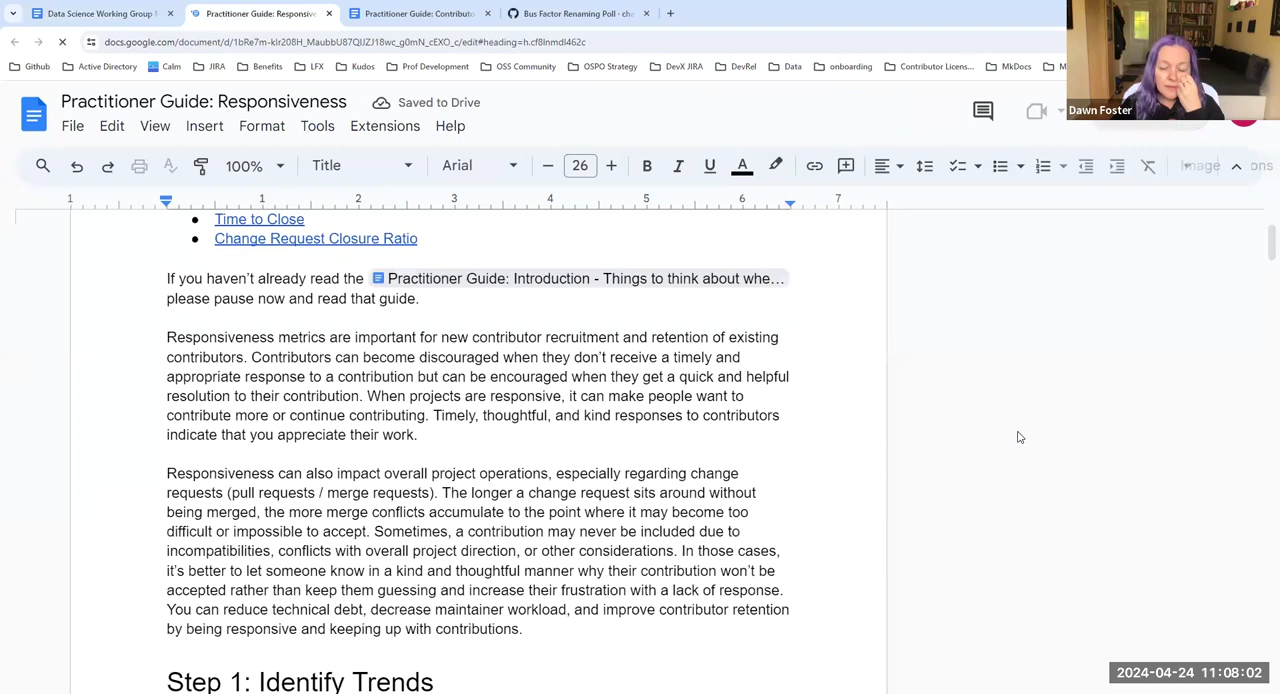 Data Science Working Group
Practitioner Guide: Responsive
Practitioner Guide: Contributo
Bus Factor Renaming Poll - cha
docs.google.com/document/d/1bRe7m-klr208H_MaubbU87QlJZJ18wc_g0mN_cEXO_c/edit#heading=h.cf8lnmdl462c
Github Active Directory Calm JIRA Benefits LFX Kudos Prof Development OSS Community OSPO Strategy DevX JIRA DevRel Data onboarding Contributor Licens... MkDocs
Dawn Foster
Practitioner Guide: Responsiveness Saved to Drive
File Edit View Insert Format Tools Extensions Help
100% Title Arial 26 B I U A Image ons
1 1 2 3 4 5 6 7
● Time to Close
● Change Request Closure Ratio
If you haven't already read the Practitioner Guide: Introduction - Things to think about whe…
please pause now and read that guide.
Responsiveness metrics are important for new contributor recruitment and retention of existing
contributors. Contributors can become discouraged when they don't receive a timely and
appropriate response to a contribution but can be encouraged when they get a quick and helpful
resolution to their contribution. When projects are responsive, it can make people want to
contribute more or continue contributing. Timely, thoughtful, and kind responses to contributors
indicate that you appreciate their work.
Responsiveness can also impact overall project operations, especially regarding change
requests (pull requests / merge requests). The longer a change request sits around without
being merged, the more merge conflicts accumulate to the point where it may become too
difficult or impossible to accept. Sometimes, a contribution may never be included due to
incompatibilities, conflicts with overall project direction, or other considerations. In those cases,
it's better to let someone know in a kind and thoughtful manner why their contribution won't be
accepted rather than keep them guessing and increase their frustration with a lack of response.
You can reduce technical debt, decrease maintainer workload, and improve contributor retention
by being responsive and keeping up with contributions.
Step 1: Identify Trends
2024-04-24 11:08:02